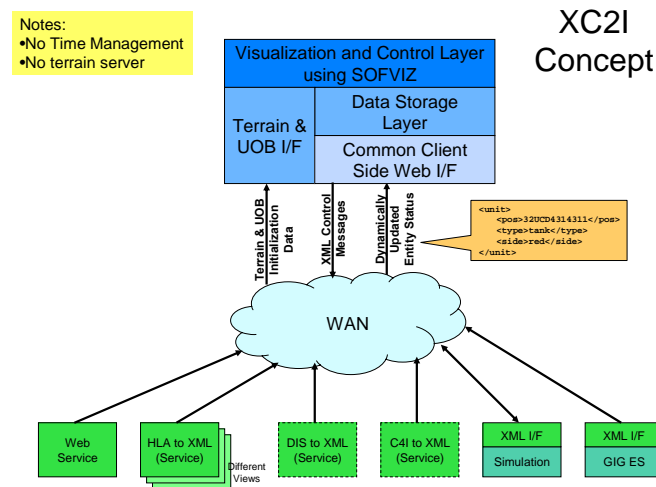 Notes:
•No Time Management
•No terrain server
XC2I
Concept
Visualization and Control Layer
using SOFVIZ
Terrain &
UOB I/F
Data Storage
Layer
Common Client
Side Web I/F
Terrain & UOB
Initialization
Data
XML Control
Messages
Dynamically
Updated
Entity Status
<unit>
<pos>32UCD4314311</pos>
<type>tank</type>
<side>red</side>
</unit>
WAN
Web
Service
HLA to XML
(Service)
Different
Views
DIS to XML
(Service)
C4I to XML
(Service)
XML I/F
Simulation
XML I/F
GIG ES